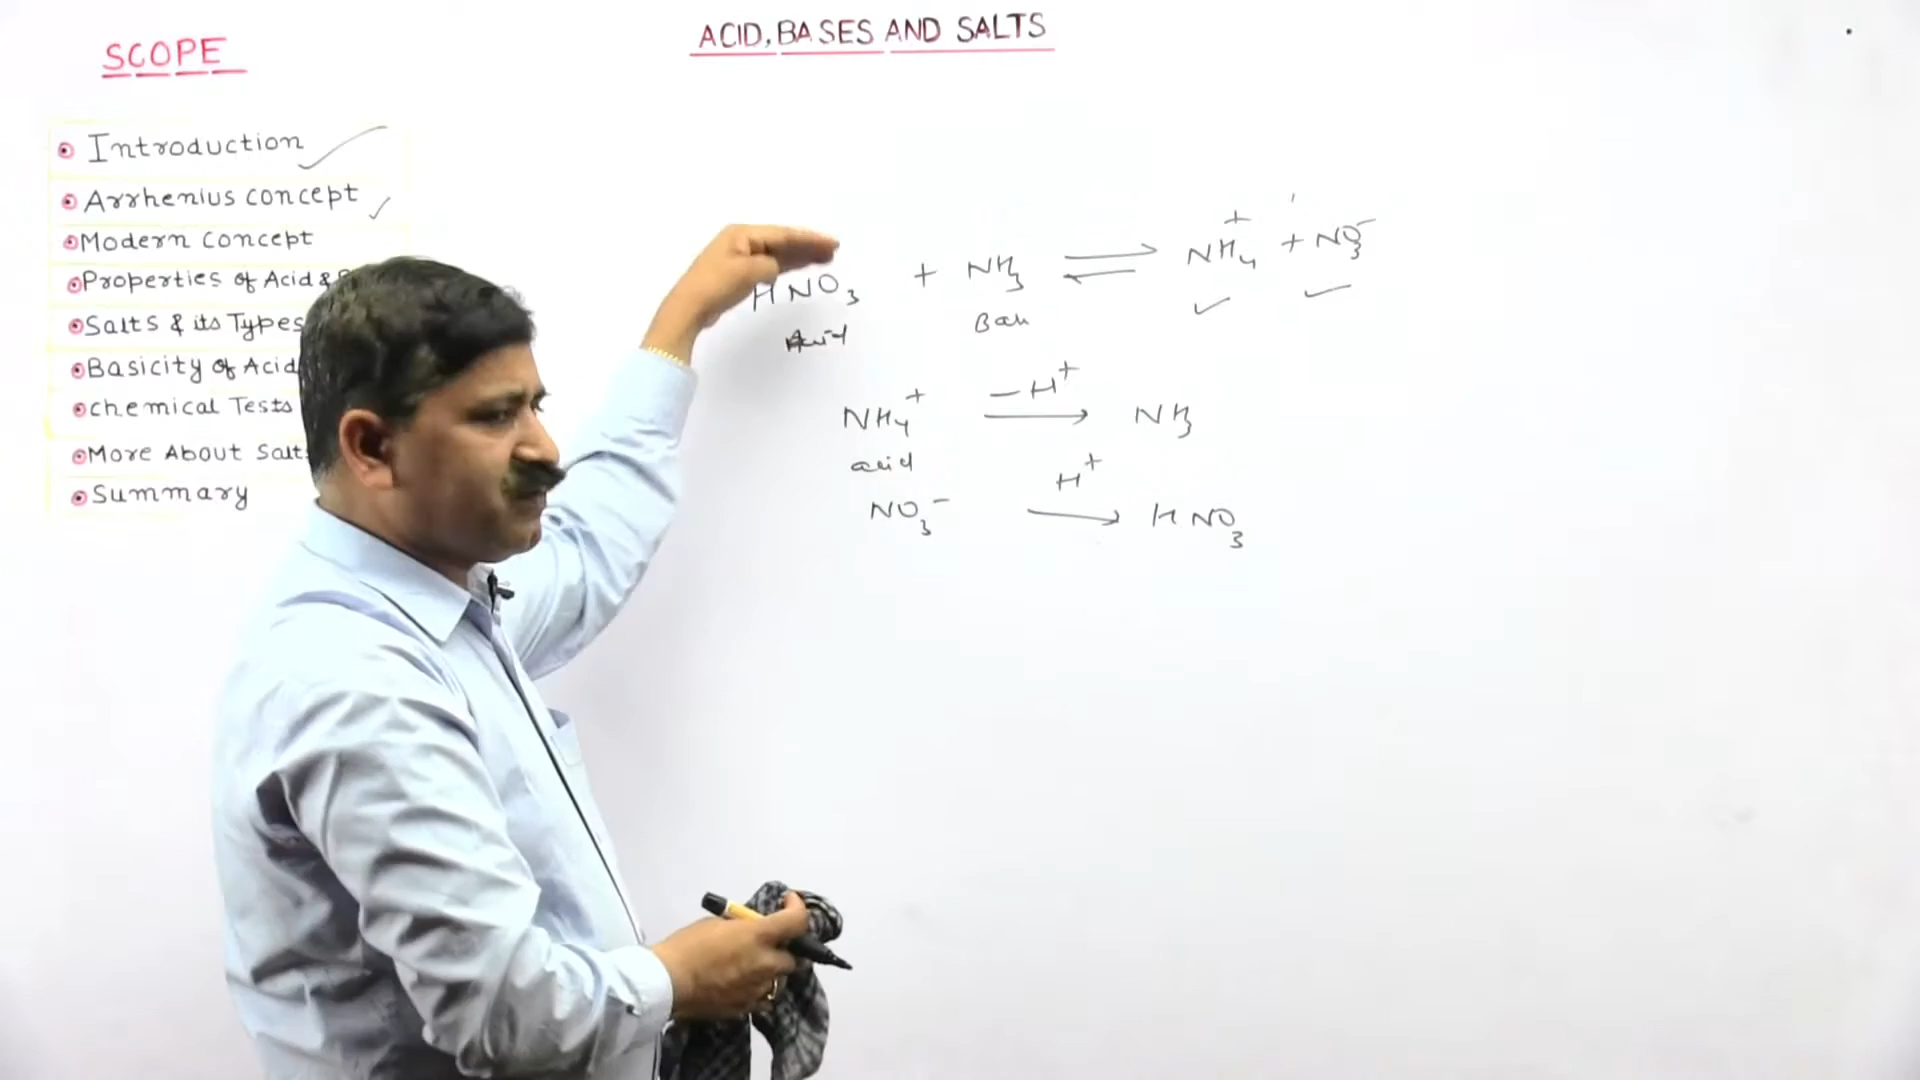 ACID, BASES AND SALTS
SCOPE
Introduction
Arrhenius concept
Modern concept
Properties of Acid &
Salts & its Types
Basicity of Acid
chemical Tests
More About Salts
Summary
HNO₃ + NH₃ ⇌ NH₄⁺ + NO₃⁻
Acid
NH₄⁺ −H⁺ → NH₃
acid
NO₃⁻ H⁺ → HNO₃